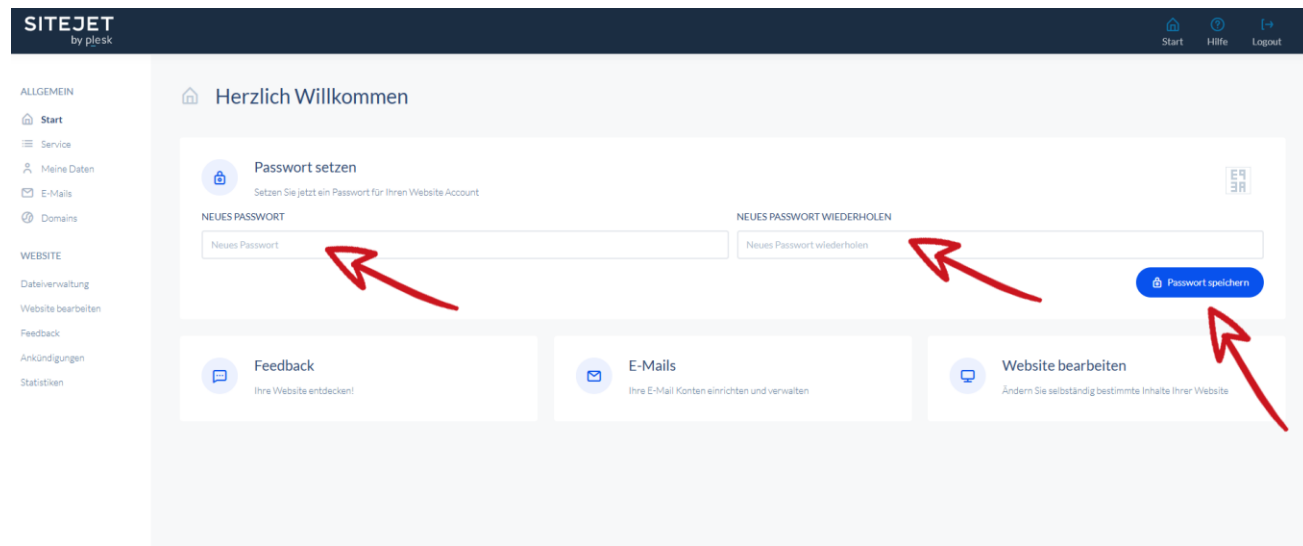 SITEJET
by plesk
Start
Hilfe
Logout
ALLGEMEIN
Start
Service
Meine Daten
E-Mails
Domains
WEBSITE
Dateiverwaltung
Website bearbeiten
Feedback
Ankündigungen
Statistiken
Herzlich Willkommen
Passwort setzen
Setzen Sie jetzt ein Passwort für Ihren Website Account
NEUES PASSWORT
Neues Passwort
NEUES PASSWORT WIEDERHOLEN
Neues Passwort wiederholen
Passwort speichern
Feedback
Ihre Website entdecken!
E-Mails
Ihre E-Mail Konten einrichten und verwalten
Website bearbeiten
Ändern Sie selbständig bestimmte Inhalte Ihrer Website